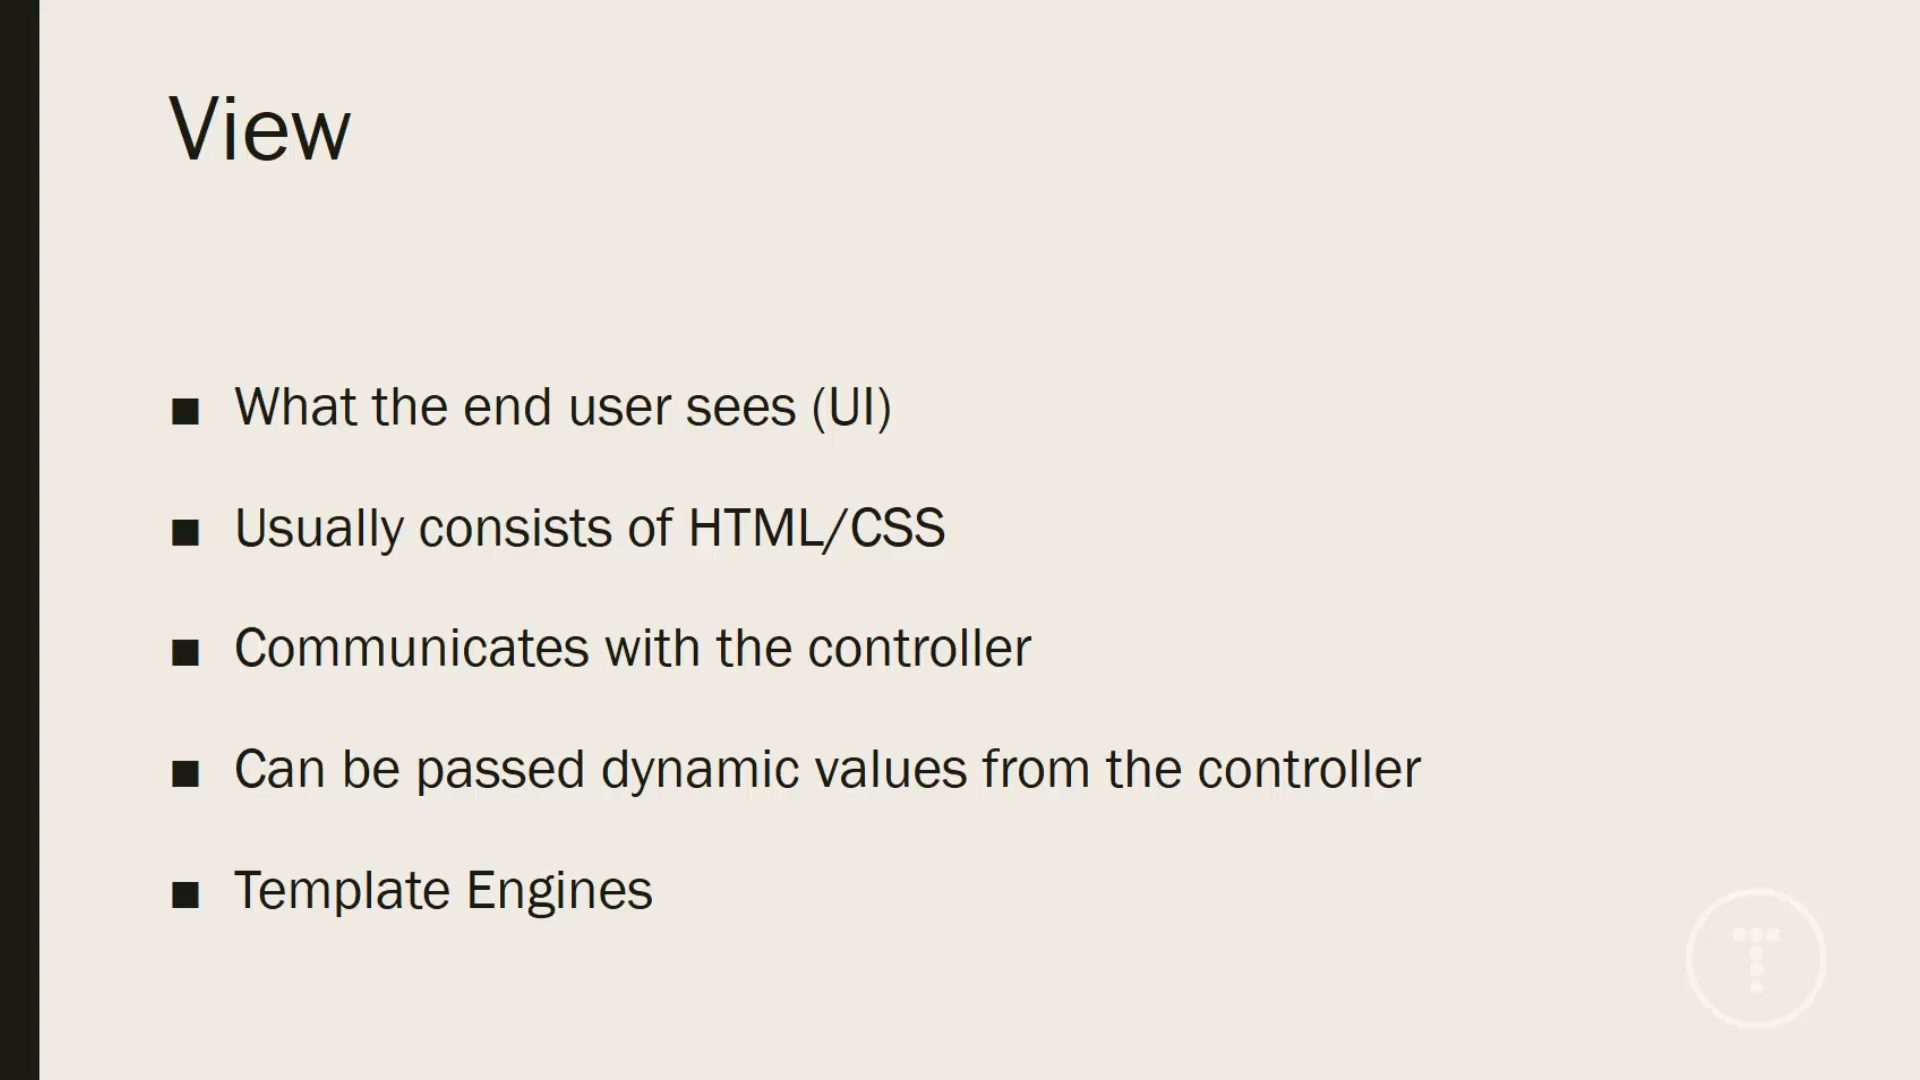 View
■ What the end user sees (UI)
■ Usually consists of HTML/CSS
■ Communicates with the controller
■ Can be passed dynamic values from the controller
■ Template Engines
T